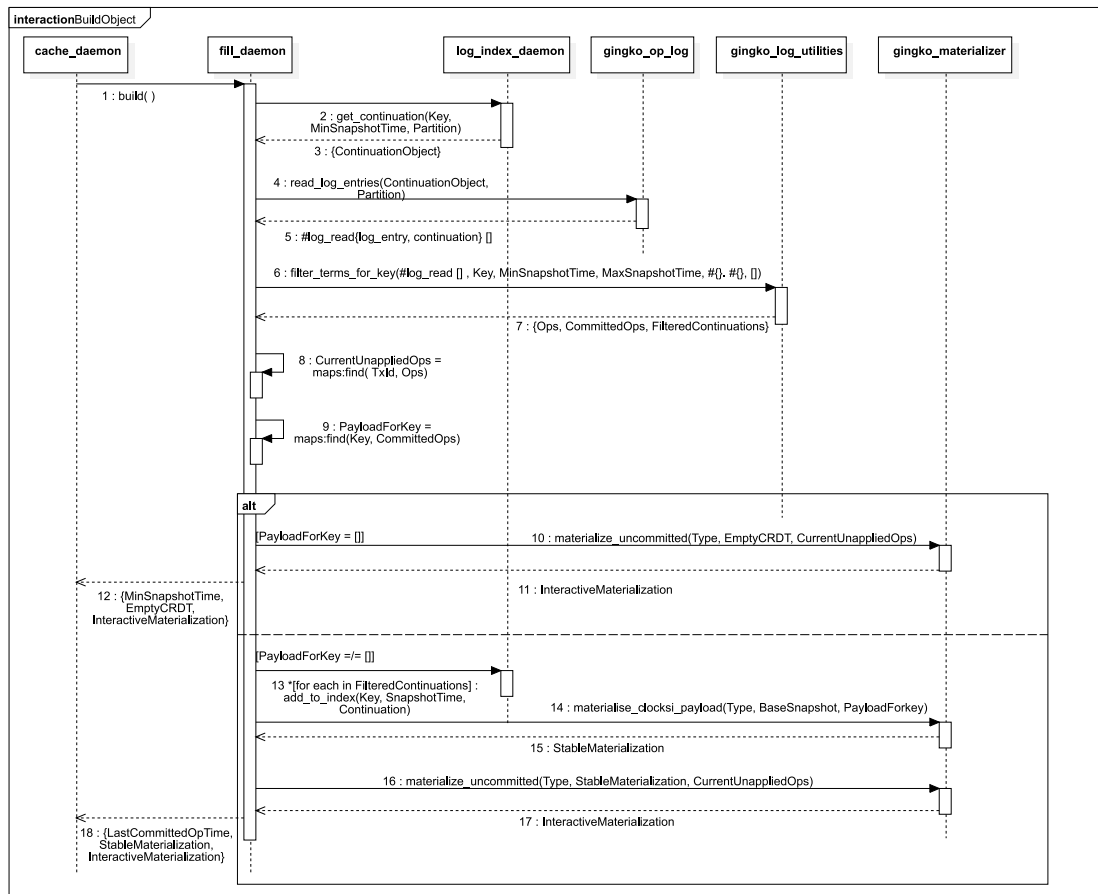 interactionBuildObject
cache_daemon
fill_daemon
log_index_daemon
gingko_op_log
gingko_log_utilities
gingko_materializer
1 : build( )
2 : get_continuation(Key,
MinSnapshotTime, Partition)
3 : {ContinuationObject}
4 : read_log_entries(ContinuationObject,
Partition)
5 : #log_read{log_entry, continuation} []
6 : filter_terms_for_key(#log_read [] , Key, MinSnapshotTime, MaxSnapshotTime, #{}. #{}, [])
7 : {Ops, CommittedOps, FilteredContinuations}
8 : CurrentUnappliedOps =
maps:find( TxId, Ops)
9 : PayloadForKey =
maps:find(Key, CommittedOps)
alt
[PayloadForKey = []]
10 : materialize_uncommitted(Type, EmptyCRDT, CurrentUnappliedOps)
11 : InteractiveMaterialization
12 : {MinSnapshotTime,
EmptyCRDT,
InteractiveMaterialization}
[PayloadForKey =/= []]
13 *[for each in FilteredContinuations] :
add_to_index(Key, SnapshotTime,
Continuation)
14 : materialise_clocksi_payload(Type, BaseSnapshot, PayloadForkey)
15 : StableMaterialization
16 : materialize_uncommitted(Type, StableMaterialization, CurrentUnappliedOps)
17 : InteractiveMaterialization
18 : {LastCommittedOpTime,
StableMaterialization,
InteractiveMaterialization}